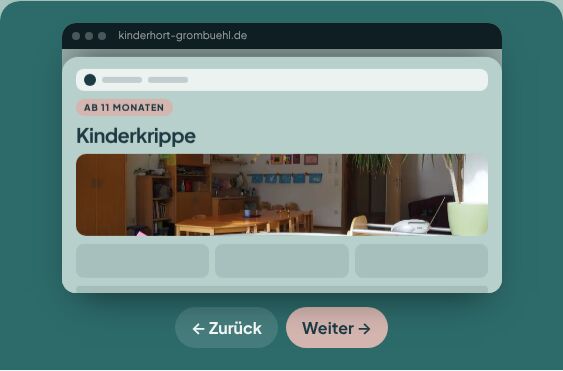 kinderhort-grombuehl.de
AB 11 MONATEN
Kinderkrippe
← Zurück
Weiter →